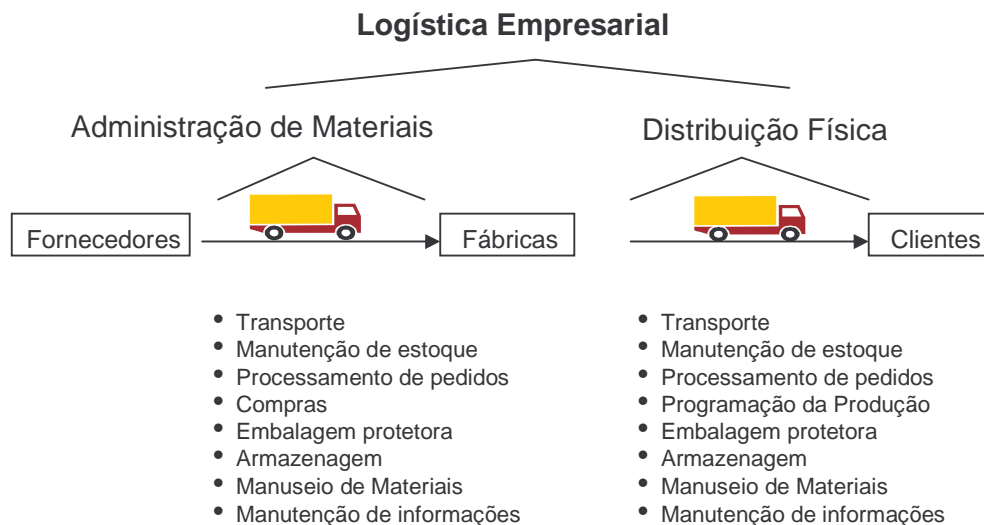 Logística Empresarial
Administração de Materiais
Distribuição Física
Fornecedores
Fábricas
Clientes
• Transporte
• Manutenção de estoque
• Processamento de pedidos
• Compras
• Embalagem protetora
• Armazenagem
• Manuseio de Materiais
• Manutenção de informações
• Transporte
• Manutenção de estoque
• Processamento de pedidos
• Programação da Produção
• Embalagem protetora
• Armazenagem
• Manuseio de Materiais
• Manutenção de informações